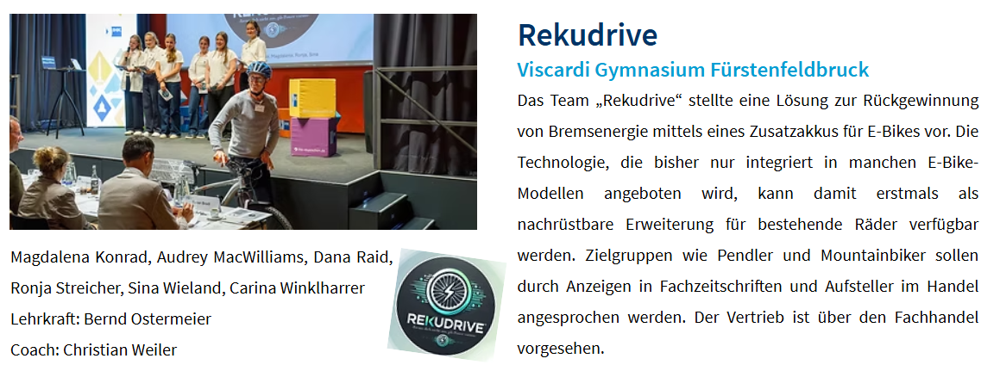 Rekudrive
Viscardi Gymnasium Fürstenfeldbruck
Das Team „Rekudrive“ stellte eine Lösung zur Rückgewinnung
von Bremsenergie mittels eines Zusatzakkus für E-Bikes vor. Die
Technologie, die bisher nur integriert in manchen E-Bike-
Modellen angeboten wird, kann damit erstmals als
nachrüstbare Erweiterung für bestehende Räder verfügbar
werden. Zielgruppen wie Pendler und Mountainbiker sollen
durch Anzeigen in Fachzeitschriften und Aufsteller im Handel
angesprochen werden. Der Vertrieb ist über den Fachhandel
vorgesehen.
Magdalena Konrad, Audrey MacWilliams, Dana Raid,
Ronja Streicher, Sina Wieland, Carina Winklharrer
Lehrkraft: Bernd Ostermeier
Coach: Christian Weiler
REKUDRIVE